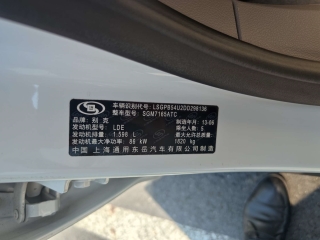 车辆识别代号: LSGPB54U2DD298136
整车型号: SGM7165ATC
品牌: 别克 制造年月: 13-08
发动机型号: LDE 乘坐人数: 5
发动机排量: 1,598 L 最大允许总质量:
发动机最大净功率: 86 kW 1820 kg
中国 上海通用东岳汽车有限公司制造